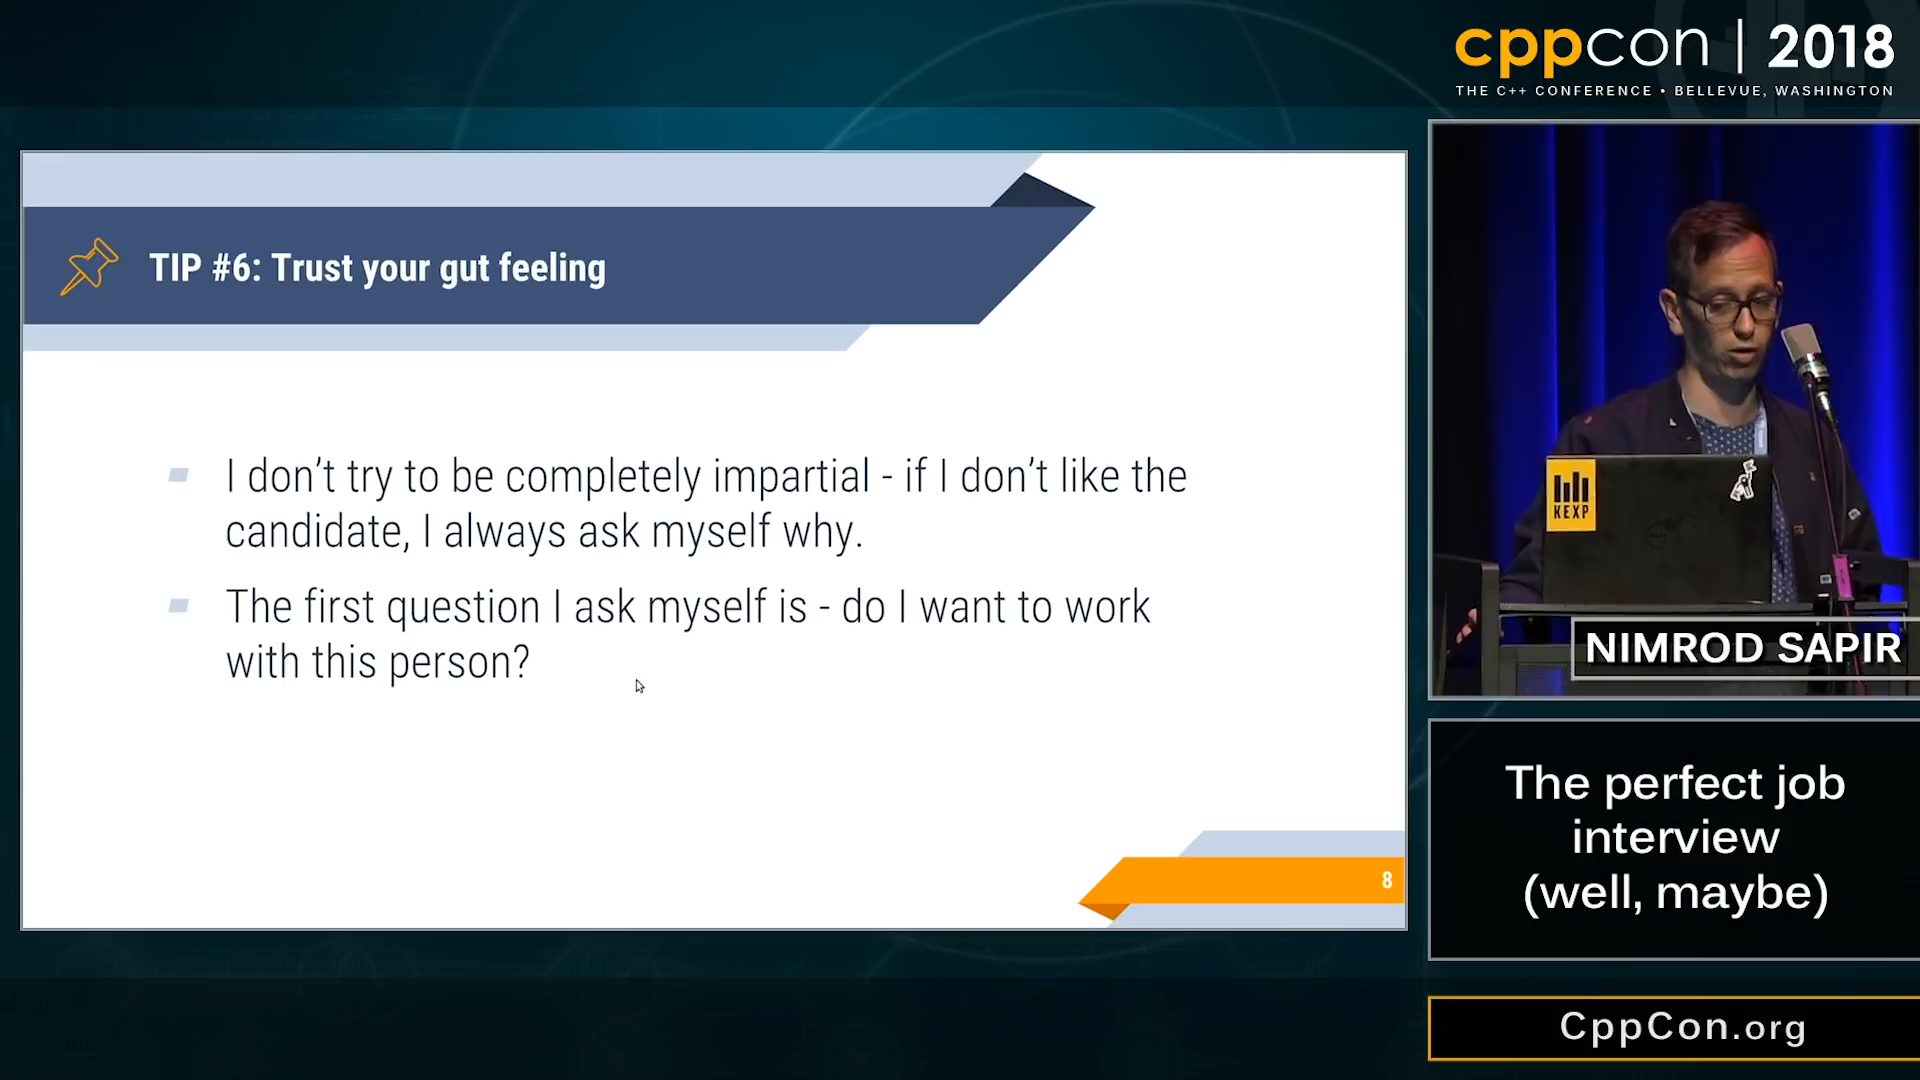 cppcon | 2018
THE C++ CONFERENCE • BELLEVUE, WASHINGTON
TIP #6: Trust your gut feeling
I don't try to be completely impartial - if I don't like the
candidate, I always ask myself why.
The first question I ask myself is - do I want to work
with this person?
8
KEXP
NIMROD SAPIR
The perfect job
interview
(well, maybe)
CppCon.org